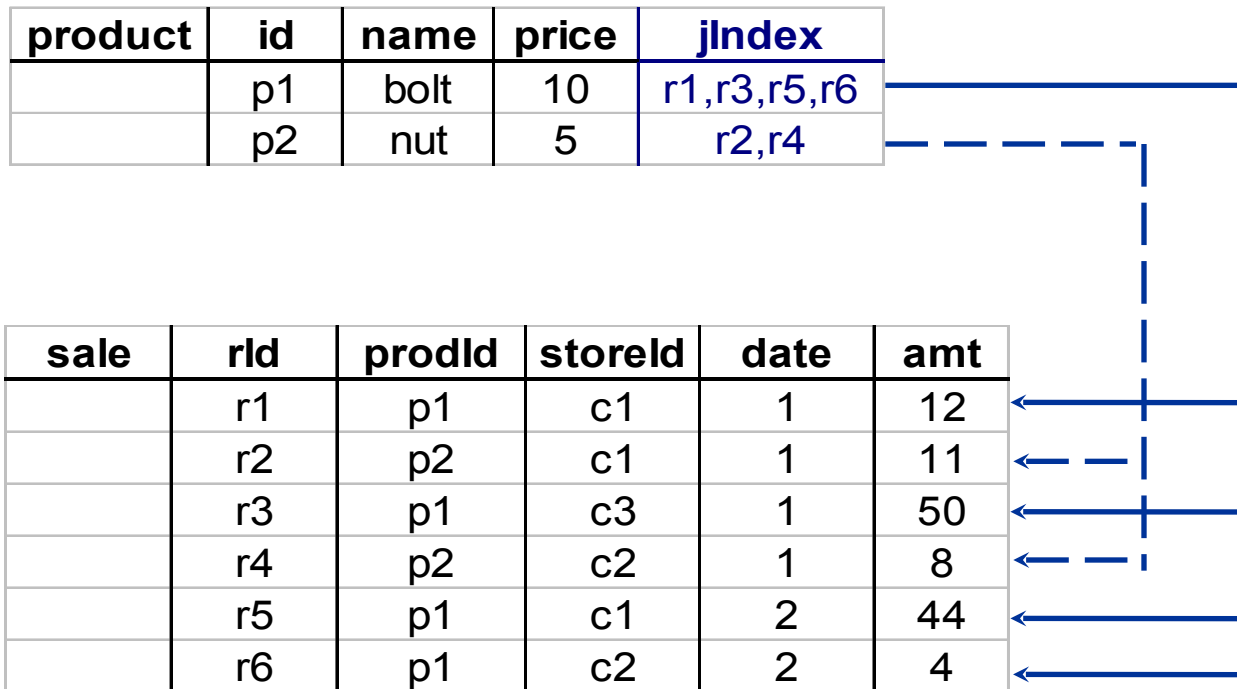 product id name price jIndex
p1 bolt 10 r1,r3,r5,r6
p2 nut 5 r2,r4
sale rId prodId storeId date amt
r1 p1 c1 1 12
r2 p2 c1 1 11
r3 p1 c3 1 50
r4 p2 c2 1 8
r5 p1 c1 2 44
r6 p1 c2 2 4